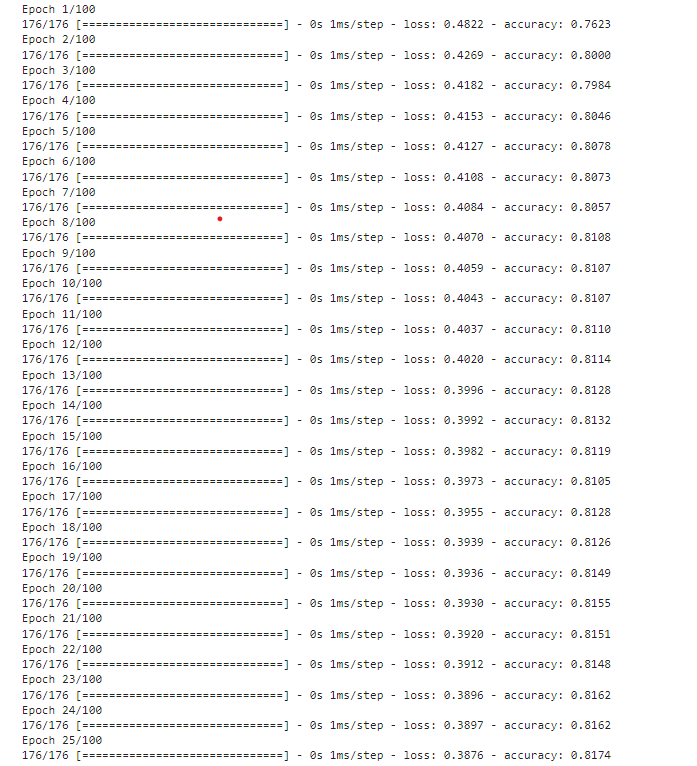 Epoch 1/100
176/176 [==============================] - 0s 1ms/step - loss: 0.4822 - accuracy: 0.7623
Epoch 2/100
176/176 [==============================] - 0s 1ms/step - loss: 0.4269 - accuracy: 0.8000
Epoch 3/100
176/176 [==============================] - 0s 1ms/step - loss: 0.4182 - accuracy: 0.7984
Epoch 4/100
176/176 [==============================] - 0s 1ms/step - loss: 0.4153 - accuracy: 0.8046
Epoch 5/100
176/176 [==============================] - 0s 1ms/step - loss: 0.4127 - accuracy: 0.8078
Epoch 6/100
176/176 [==============================] - 0s 1ms/step - loss: 0.4108 - accuracy: 0.8073
Epoch 7/100
176/176 [==============================] - 0s 1ms/step - loss: 0.4084 - accuracy: 0.8057
Epoch 8/100
176/176 [==============================] - 0s 1ms/step - loss: 0.4070 - accuracy: 0.8108
Epoch 9/100
176/176 [==============================] - 0s 1ms/step - loss: 0.4059 - accuracy: 0.8107
Epoch 10/100
176/176 [==============================] - 0s 1ms/step - loss: 0.4043 - accuracy: 0.8107
Epoch 11/100
176/176 [==============================] - 0s 1ms/step - loss: 0.4037 - accuracy: 0.8110
Epoch 12/100
176/176 [==============================] - 0s 1ms/step - loss: 0.4020 - accuracy: 0.8114
Epoch 13/100
176/176 [==============================] - 0s 1ms/step - loss: 0.3996 - accuracy: 0.8128
Epoch 14/100
176/176 [==============================] - 0s 1ms/step - loss: 0.3992 - accuracy: 0.8132
Epoch 15/100
176/176 [==============================] - 0s 1ms/step - loss: 0.3982 - accuracy: 0.8119
Epoch 16/100
176/176 [==============================] - 0s 1ms/step - loss: 0.3973 - accuracy: 0.8105
Epoch 17/100
176/176 [==============================] - 0s 1ms/step - loss: 0.3955 - accuracy: 0.8128
Epoch 18/100
176/176 [==============================] - 0s 1ms/step - loss: 0.3939 - accuracy: 0.8126
Epoch 19/100
176/176 [==============================] - 0s 1ms/step - loss: 0.3936 - accuracy: 0.8149
Epoch 20/100
176/176 [==============================] - 0s 1ms/step - loss: 0.3930 - accuracy: 0.8155
Epoch 21/100
176/176 [==============================] - 0s 1ms/step - loss: 0.3920 - accuracy: 0.8151
Epoch 22/100
176/176 [==============================] - 0s 1ms/step - loss: 0.3912 - accuracy: 0.8148
Epoch 23/100
176/176 [==============================] - 0s 1ms/step - loss: 0.3896 - accuracy: 0.8162
Epoch 24/100
176/176 [==============================] - 0s 1ms/step - loss: 0.3897 - accuracy: 0.8162
Epoch 25/100
176/176 [==============================] - 0s 1ms/step - loss: 0.3876 - accuracy: 0.8174